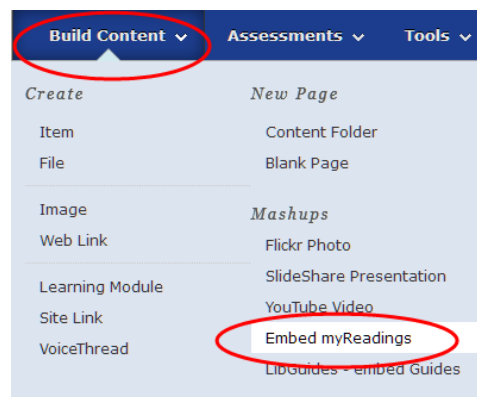 Build Content Assessments Tools
Create
Item
File
Image
Web Link
Learning Module
Site Link
VoiceThread
New Page
Content Folder
Blank Page
Mashups
Flickr Photo
SlideShare Presentation
YouTube Video
Embed myReadings
LibGuides - embed Guides